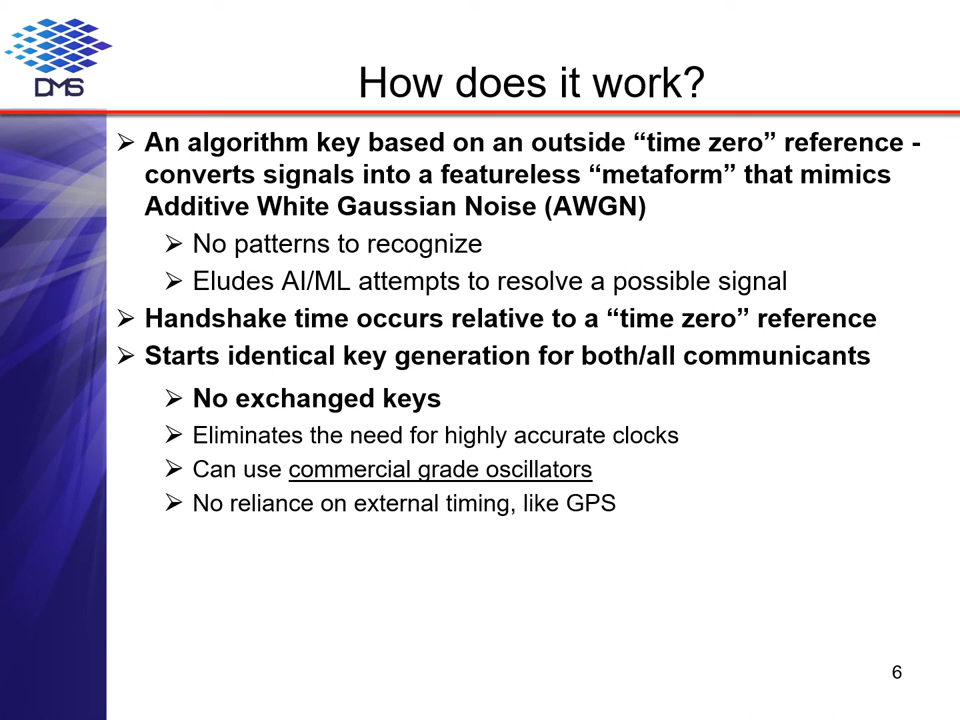 DMS
How does it work?
➢ An algorithm key based on an outside “time zero” reference -
converts signals into a featureless “metaform” that mimics
Additive White Gaussian Noise (AWGN)
➢ No patterns to recognize
➢ Eludes AI/ML attempts to resolve a possible signal
➢ Handshake time occurs relative to a “time zero” reference
➢ Starts identical key generation for both/all communicants
➢ No exchanged keys
➢ Eliminates the need for highly accurate clocks
➢ Can use commercial grade oscillators
➢ No reliance on external timing, like GPS
6